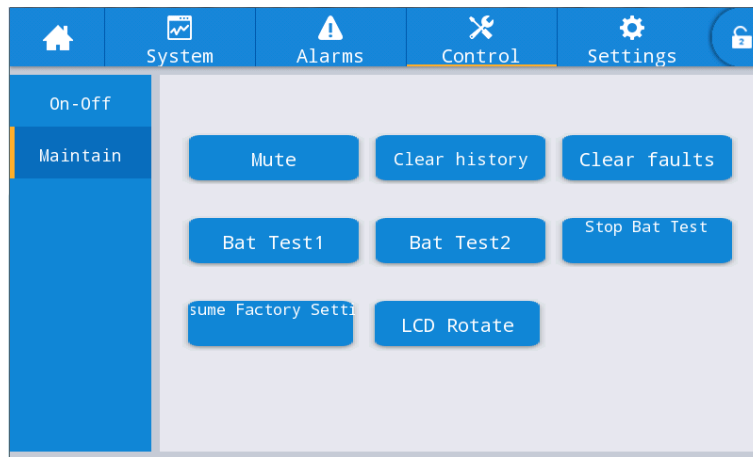 System Alarms Control Settings
2
On-Off
Maintain
Mute Clear history Clear faults
Bat Test1 Bat Test2 Stop Bat Test
sume Factory Setti LCD Rotate